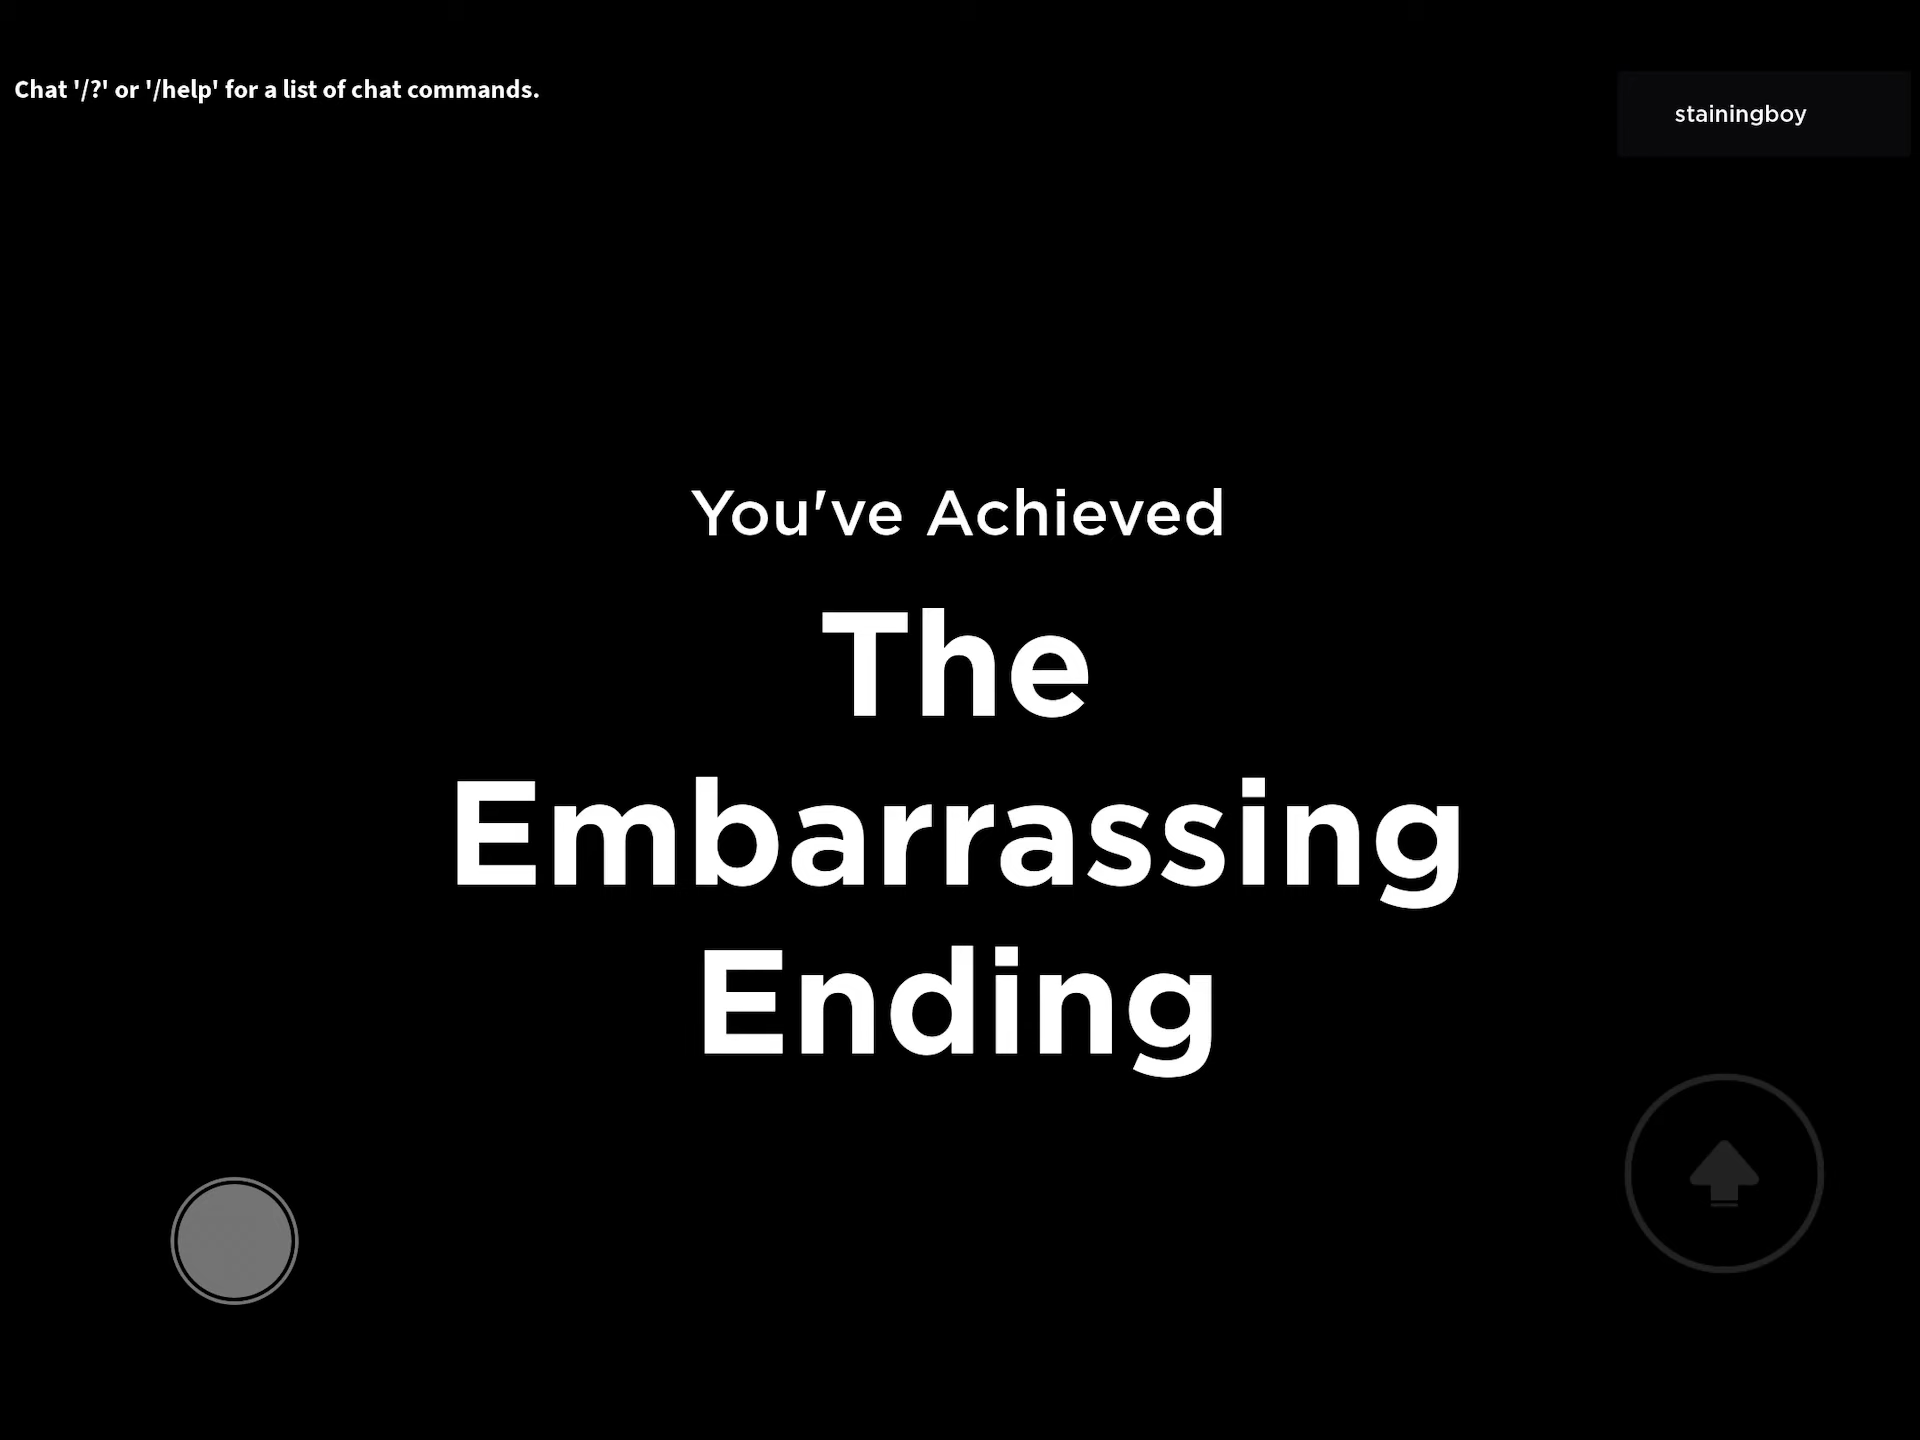 Chat '/?' or '/help' for a list of chat commands.
stainingboy
You've Achieved
The
Embarrassing
Ending